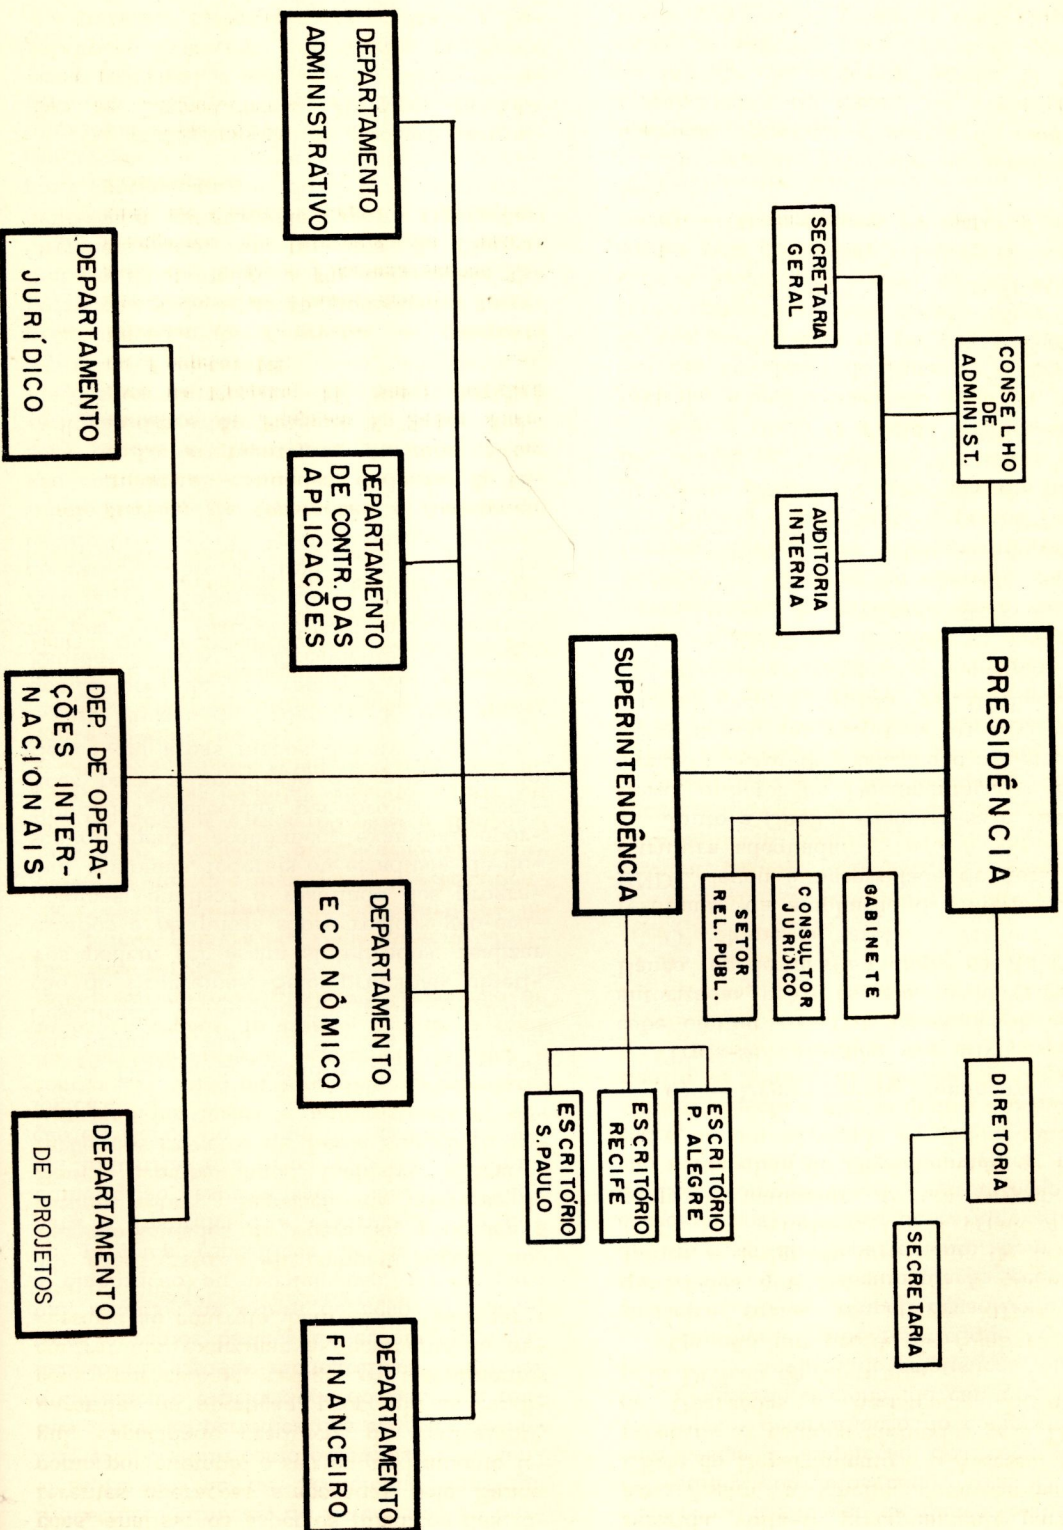 CONSELHO
DE
ADMINIST.
PRESIDÊNCIA
DIRETORIA
SECRETARIA
GERAL
AUDITORIA
INTERNA
GABINETE
CONSULTOR
JURÍDICO
SETOR
REL. PUBL.
SECRETARIA
SUPERINTENDÊNCIA
ESCRITÓRIO
P. ALEGRE
ESCRITÓRIO
RECIFE
ESCRITÓRIO
S. PAULO
DEPARTAMENTO
ADMINISTRATIVO
DEPARTAMENTO
DE CONTR. DAS
APLICAÇÕES
DEPARTAMENTO
ECONÔMICO
DEPARTAMENTO
FINANCEIRO
DEPARTAMENTO
JURÍDICO
DEP. DE OPERA-
ÇÕES INTER-
NACIONAIS
DEPARTAMENTO
DE PROJETOS